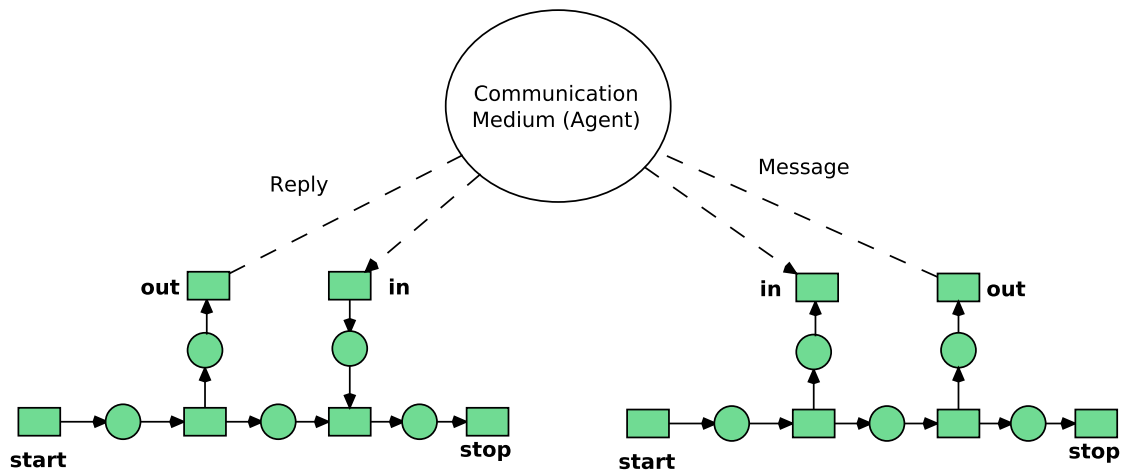 Communication
Medium (Agent)
Message
Reply
out
in
in
out
start
stop
start
stop